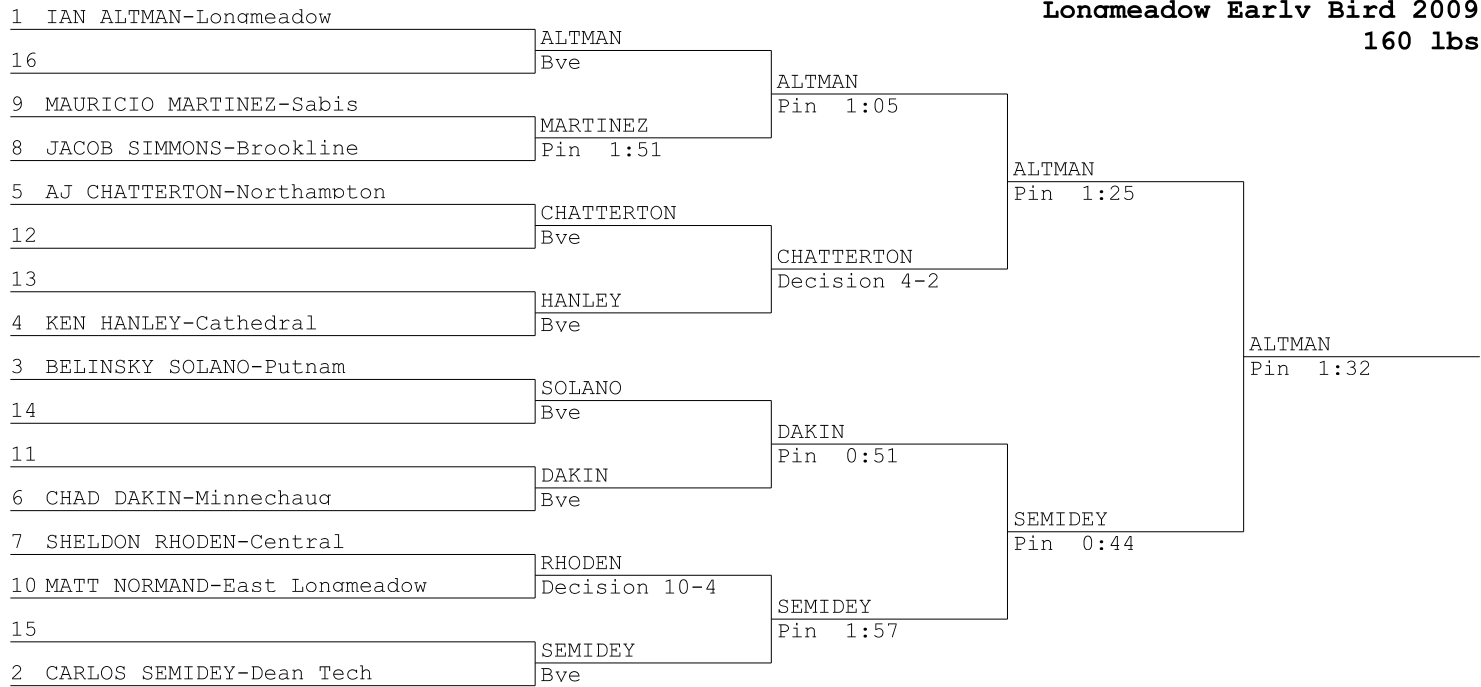 Longmeadow Early Bird 2009
160 lbs
1 IAN ALTMAN-Longmeadow
16
9 MAURICIO MARTINEZ-Sabis
8 JACOB SIMMONS-Brookline
5 AJ CHATTERTON-Northampton
12
13
4 KEN HANLEY-Cathedral
3 BELINSKY SOLANO-Putnam
14
11
6 CHAD DAKIN-Minnechaug
7 SHELDON RHODEN-Central
10 MATT NORMAND-East Longmeadow
15
2 CARLOS SEMIDEY-Dean Tech
ALTMAN
Bye
MARTINEZ
Pin 1:51
CHATTERTON
Bye
HANLEY
Bye
SOLANO
Bye
DAKIN
Bye
RHODEN
Decision 10-4
SEMIDEY
Bye
ALTMAN
Pin 1:05
CHATTERTON
Decision 4-2
DAKIN
Pin 0:51
SEMIDEY
Pin 1:57
ALTMAN
Pin 1:25
SEMIDEY
Pin 0:44
ALTMAN
Pin 1:32